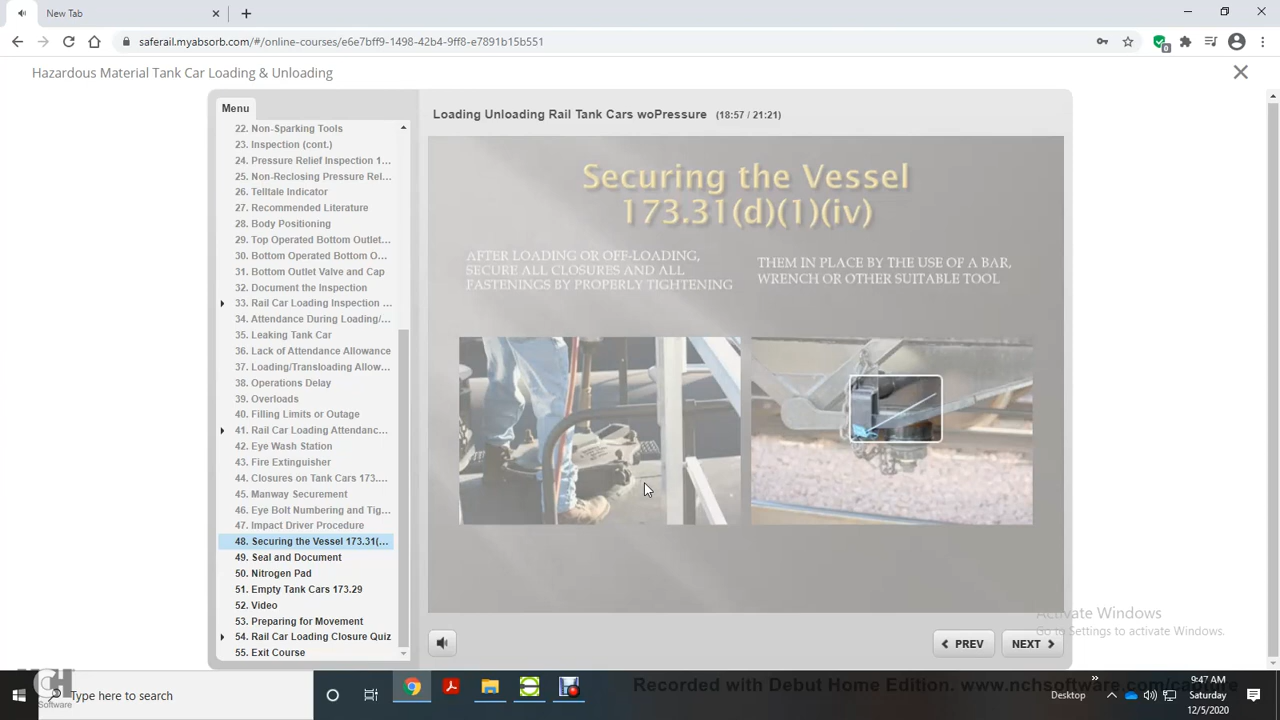 New Tab
saferail.myabsorb.com/#/online-courses/e6e7bff9-1498-42b4-9ff8-e7891b15b551
Hazardous Material Tank Car Loading & Unloading
Menu
Loading Unloading Rail Tank Cars woPressure (18:57 / 21:21)
22. Non-Sparking Tools
23. Inspection (cont.)
24. Pressure Relief Inspection 1...
25. Non-Reclosing Pressure Rel...
26. Telltale Indicator
27. Recommended Literature
28. Body Positioning
29. Top Operated Bottom Outlet...
30. Bottom Operated Bottom O...
31. Bottom Outlet Valve and Cap
32. Document the Inspection
33. Rail Car Loading Inspection ...
34. Attendance During Loading/...
35. Leaking Tank Car
36. Lack of Attendance Allowance
37. Loading/Transloading Allow...
38. Operations Delay
39. Overloads
40. Filling Limits or Outage
41. Rail Car Loading Attendanc...
42. Eye Wash Station
43. Fire Extinguisher
44. Closures on Tank Cars 173....
45. Manway Securement
46. Eye Bolt Numbering and Tig...
47. Impact Driver Procedure
48. Securing the Vessel 173.31(...
49. Seal and Document
50. Nitrogen Pad
51. Empty Tank Cars 173.29
52. Video
53. Preparing for Movement
54. Rail Car Loading Closure Quiz
55. Exit Course
Securing the Vessel
173.31(d)(1)(iv)
AFTER LOADING OR OFF-LOADING,
SECURE ALL CLOSURES AND ALL
FASTENINGS BY PROPERLY TIGHTENING
THEM IN PLACE BY THE USE OF A BAR,
WRENCH OR OTHER SUITABLE TOOL
PREV
NEXT
Activate Windows
Go to Settings to activate Windows.
NCH
Software
Type here to search
Recorded with Debut Home Edition. www.nchsoftware.com/capture
Desktop
9:47 AM
Saturday
12/5/2020